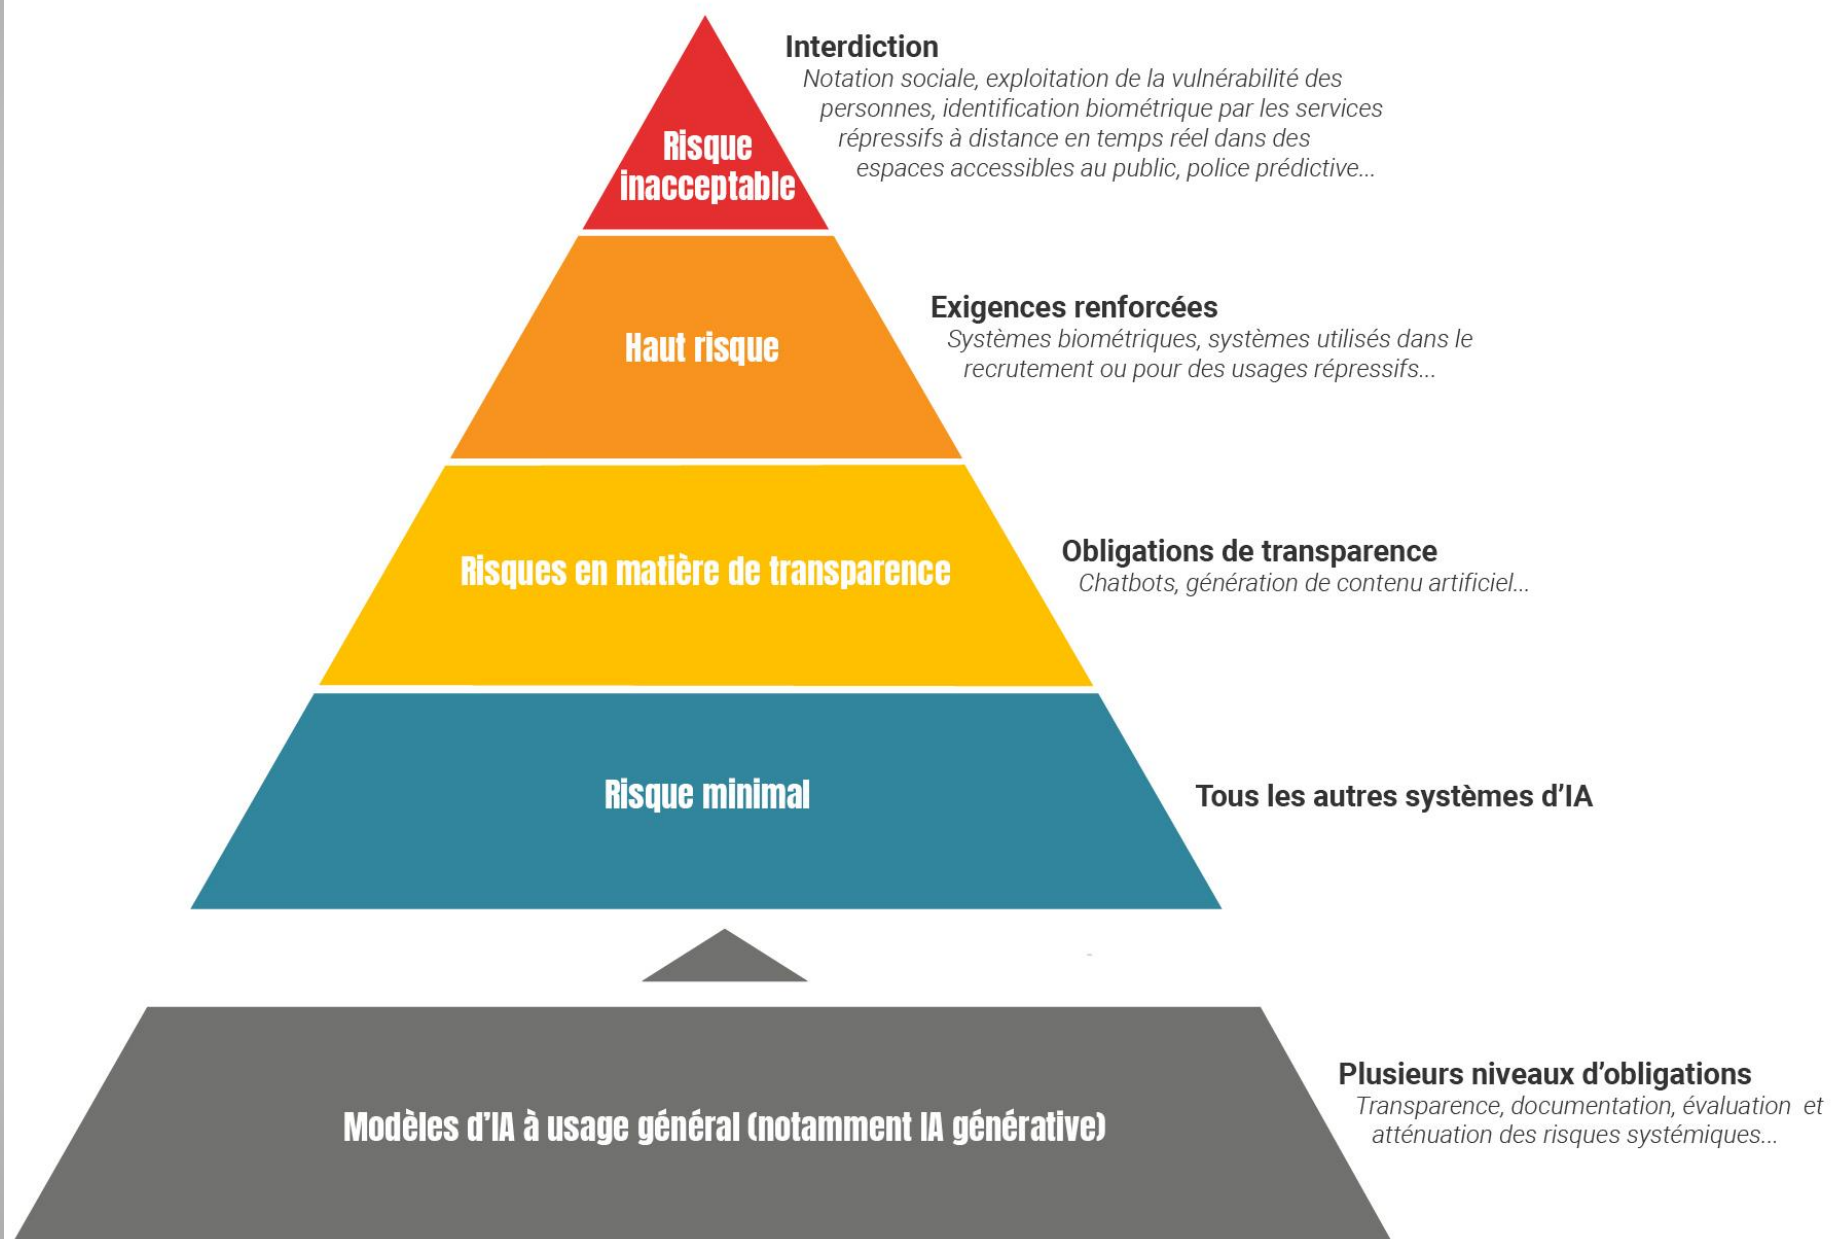 Interdiction
Notation sociale, exploitation de la vulnérabilité des
personnes, identification biométrique par les services
répressifs à distance en temps réel dans des
espaces accessibles au public, police prédictive...
Risque
inacceptable
Exigences renforcées
Systèmes biométriques, systèmes utilisés dans le
recrutement ou pour des usages répressifs...
Haut risque
Obligations de transparence
Chatbots, génération de contenu artificiel...
Risques en matière de transparence
Risque minimal
Tous les autres systèmes d’IA
Plusieurs niveaux d’obligations
Transparence, documentation, évaluation et
atténuation des risques systémiques...
Modèles d’IA à usage général (notamment IA générative)